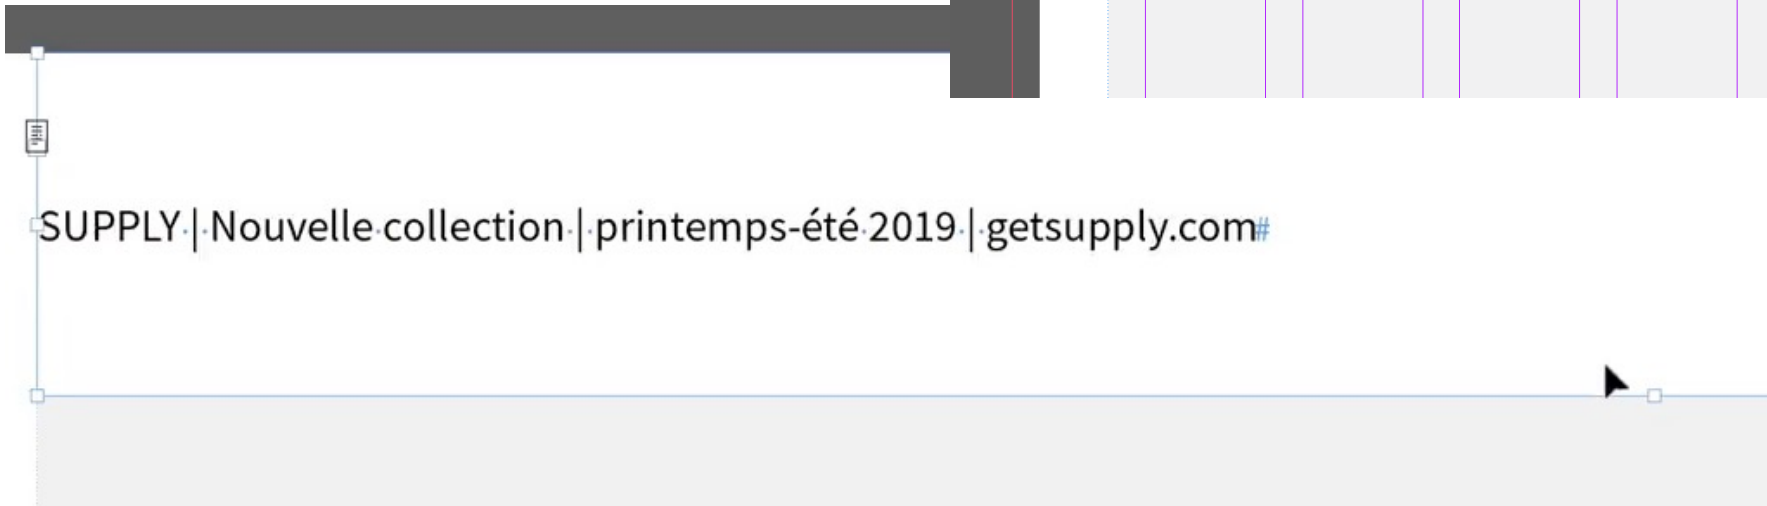 SUPPLY | Nouvelle collection | printemps-été 2019 | getsupply.com#